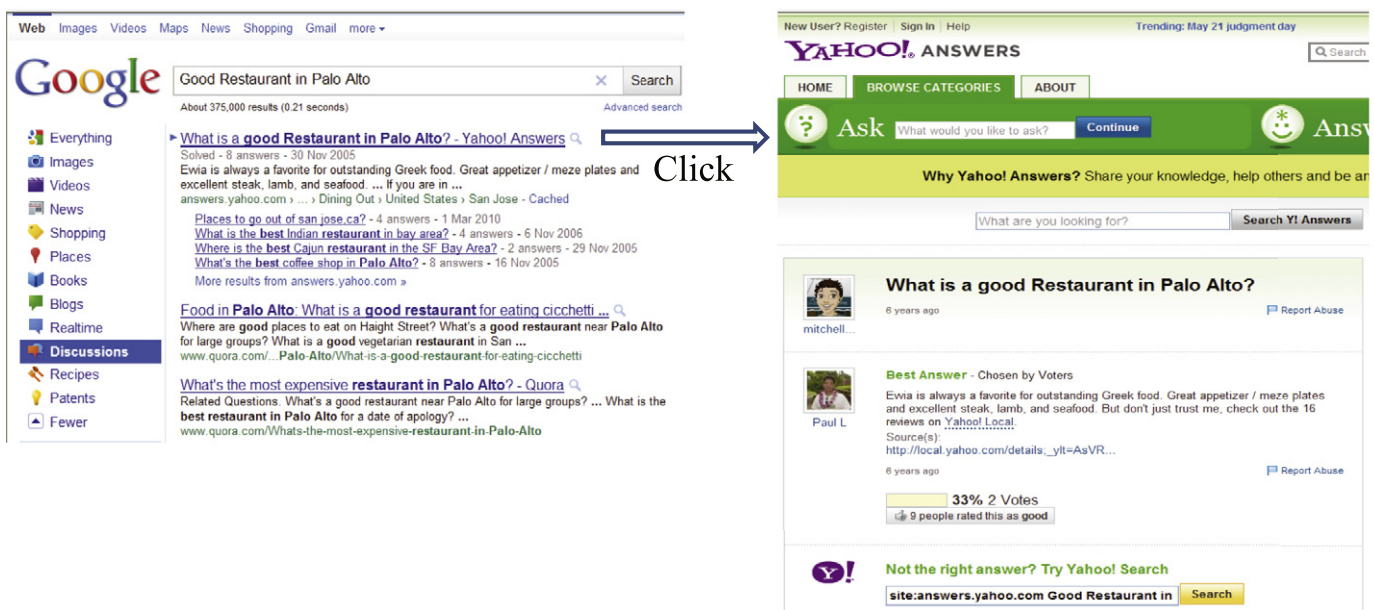 Web Images Videos Maps News Shopping Gmail more
Google
Good Restaurant in Palo Alto
Search
About 375,000 results (0.21 seconds)
Advanced search
Everything
Images
Videos
News
Shopping
Places
Books
Blogs
Realtime
Discussions
Recipes
Patents
Fewer
What is a good Restaurant in Palo Alto? - Yahoo! Answers
Solved - 8 answers - 30 Nov 2005
Ewia is always a favorite for outstanding Greek food. Great appetizer / meze plates and
excellent steak, lamb, and seafood. ... If you are in ...
answers.yahoo.com › ... › Dining Out › United States › San Jose - Cached
Places to go out of san jose,ca? - 4 answers - 1 Mar 2010
What is the best Indian restaurant in bay area? - 4 answers - 6 Nov 2006
Where is the best Cajun restaurant in the SF Bay Area? - 2 answers - 29 Nov 2005
What's the best coffee shop in Palo Alto? - 8 answers - 16 Nov 2005
More results from answers.yahoo.com »
Food in Palo Alto: What is a good restaurant for eating cicchetti ...
Where are good places to eat on Haight Street? What's a good restaurant near Palo Alto
for large groups? What is a good vegetarian restaurant in San ...
www.quora.com/...Palo-Alto/What-is-a-good-restaurant-for-eating-cicchetti
What's the most expensive restaurant in Palo Alto? - Quora
Related Questions. What's a good restaurant near Palo Alto for large groups? ... What is the
best restaurant in Palo Alto for a date of apology? ...
www.quora.com/Whats-the-most-expensive-restaurant-in-Palo-Alto
Click
New User? Register | Sign In | Help
Trending: May 21 judgment day
YAHOO! ANSWERS
Search
HOME
BROWSE CATEGORIES
ABOUT
Ask
What would you like to ask?
Continue
Answ
Why Yahoo! Answers? Share your knowledge, help others and be an
What are you looking for?
Search Y! Answers
What is a good Restaurant in Palo Alto?
6 years ago
Report Abuse
mitchell...
Best Answer - Chosen by Voters
Ewia is always a favorite for outstanding Greek food. Great appetizer / meze plates
and excellent steak, lamb, and seafood. But don't just trust me, check out the 16
reviews on Yahoo! Local.
Paul L
Source(s):
http://local.yahoo.com/details;_ylt=AsVR...
6 years ago
Report Abuse
33% 2 Votes
9 people rated this as good
Y!
Not the right answer? Try Yahoo! Search
site:answers.yahoo.com Good Restaurant in
Search